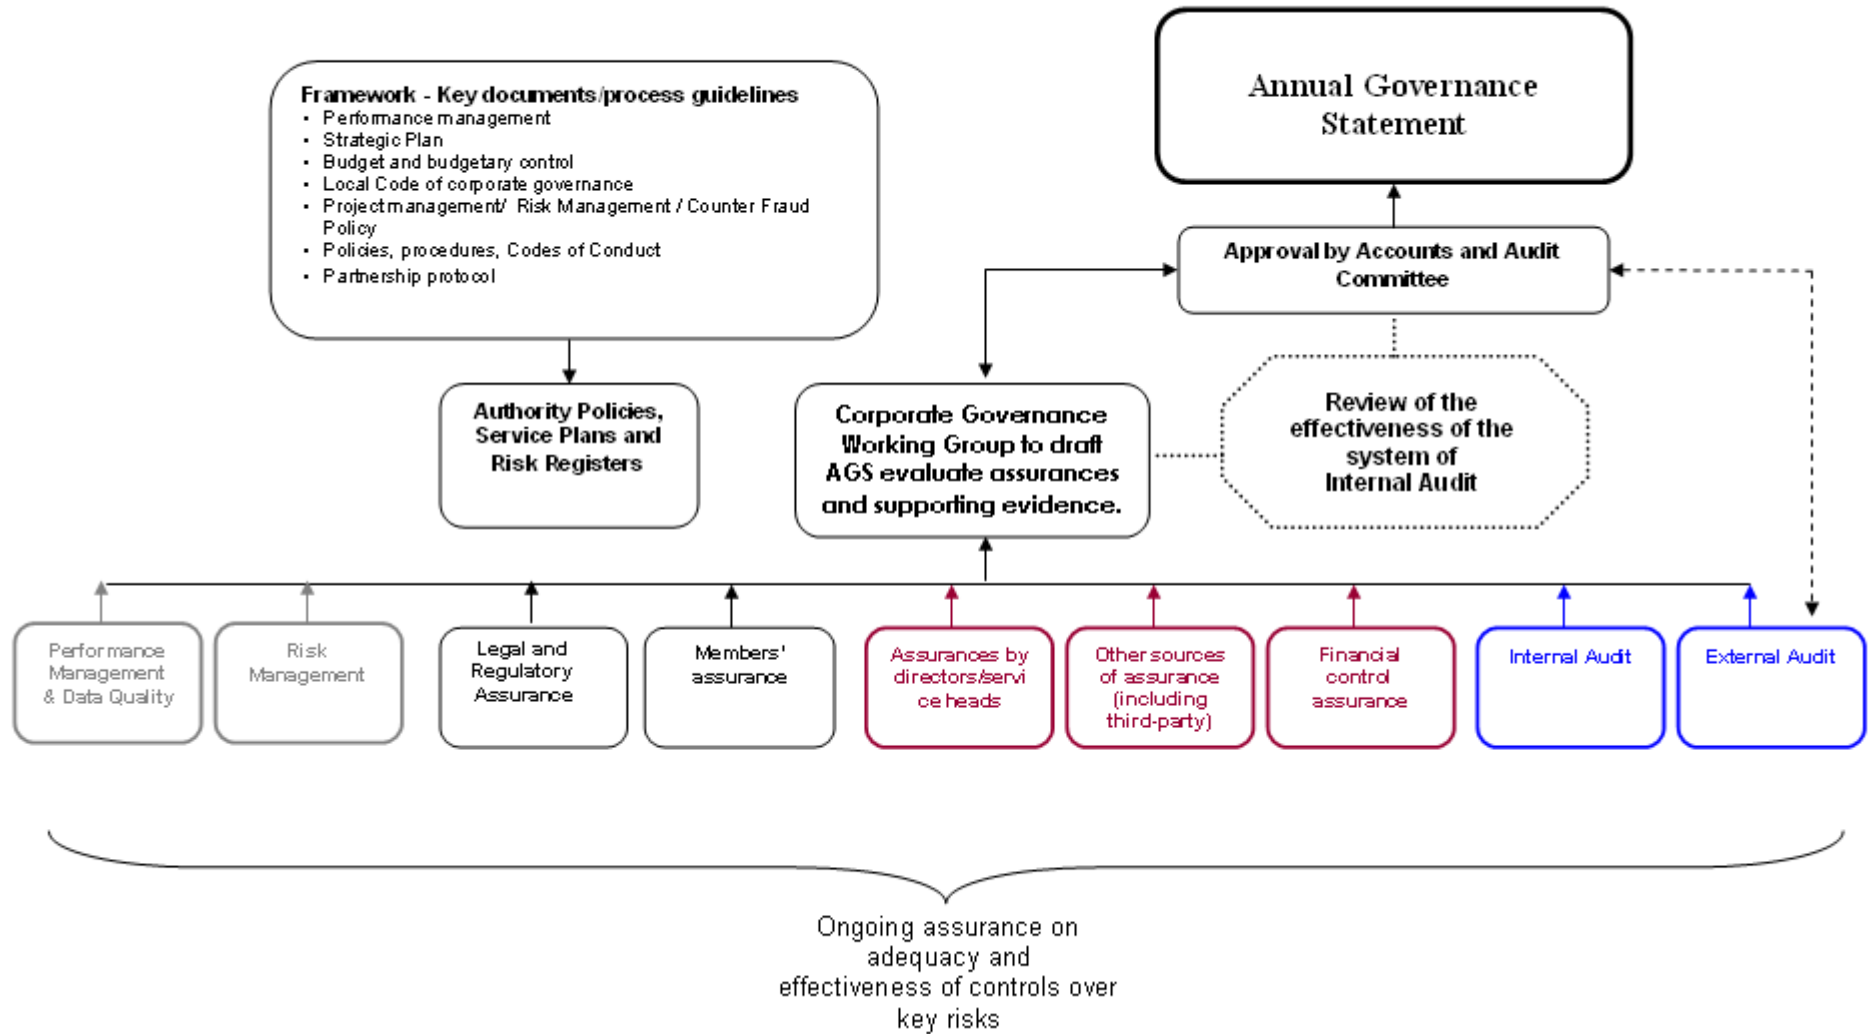 Annual Governance
Statement
Framework - Key documents/process guidelines
• Performance management
• Strategic Plan
• Budget and budgetary control
• Local Code of corporate governance
• Project management/ Risk Management / Counter Fraud
Policy
• Policies, procedures, Codes of Conduct
• Partnership protocol
Approval by Accounts and Audit
Committee
Authority Policies,
Service Plans and
Risk Registers
Corporate Governance
Working Group to draft
AGS evaluate assurances
and supporting evidence.
Review of the
effectiveness of the
system of
Internal Audit
Performance
Management
& Data Quality
Risk
Management
Legal and
Regulatory
Assurance
Members'
assurance
Assurances by
directors/servi
ce heads
Other sources
of assurance
(including
third-party)
Financial
control
assurance
Internal Audit
External Audit
Ongoing assurance on
adequacy and
effectiveness of controls over
key risks